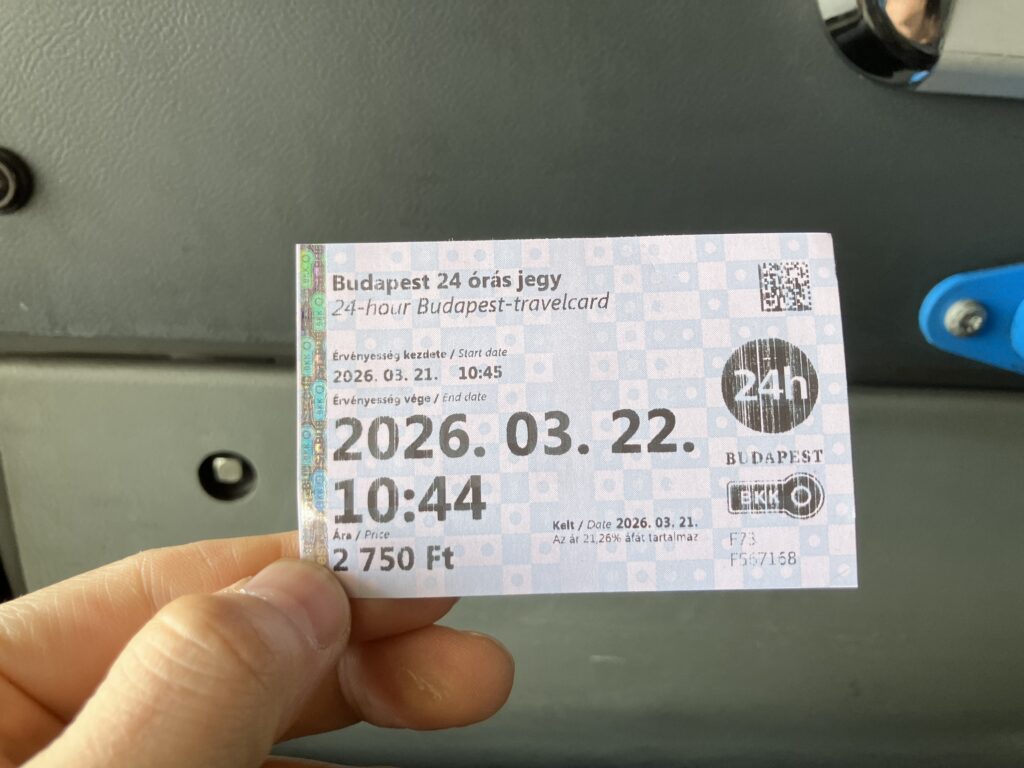 Budapest 24 órás jegy
24-hour Budapest-travelcard
Érvényesség kezdete / Start date
2026. 03. 21. 10:45
Érvényesség vége / End date
2026. 03. 22.
10:44
Ára / Price
2 750 Ft
Kelt / Date 2026. 03. 21.
Az ár 21,26% áfát tartalmaz
24h
BUDAPEST
BKK
F73
F567168